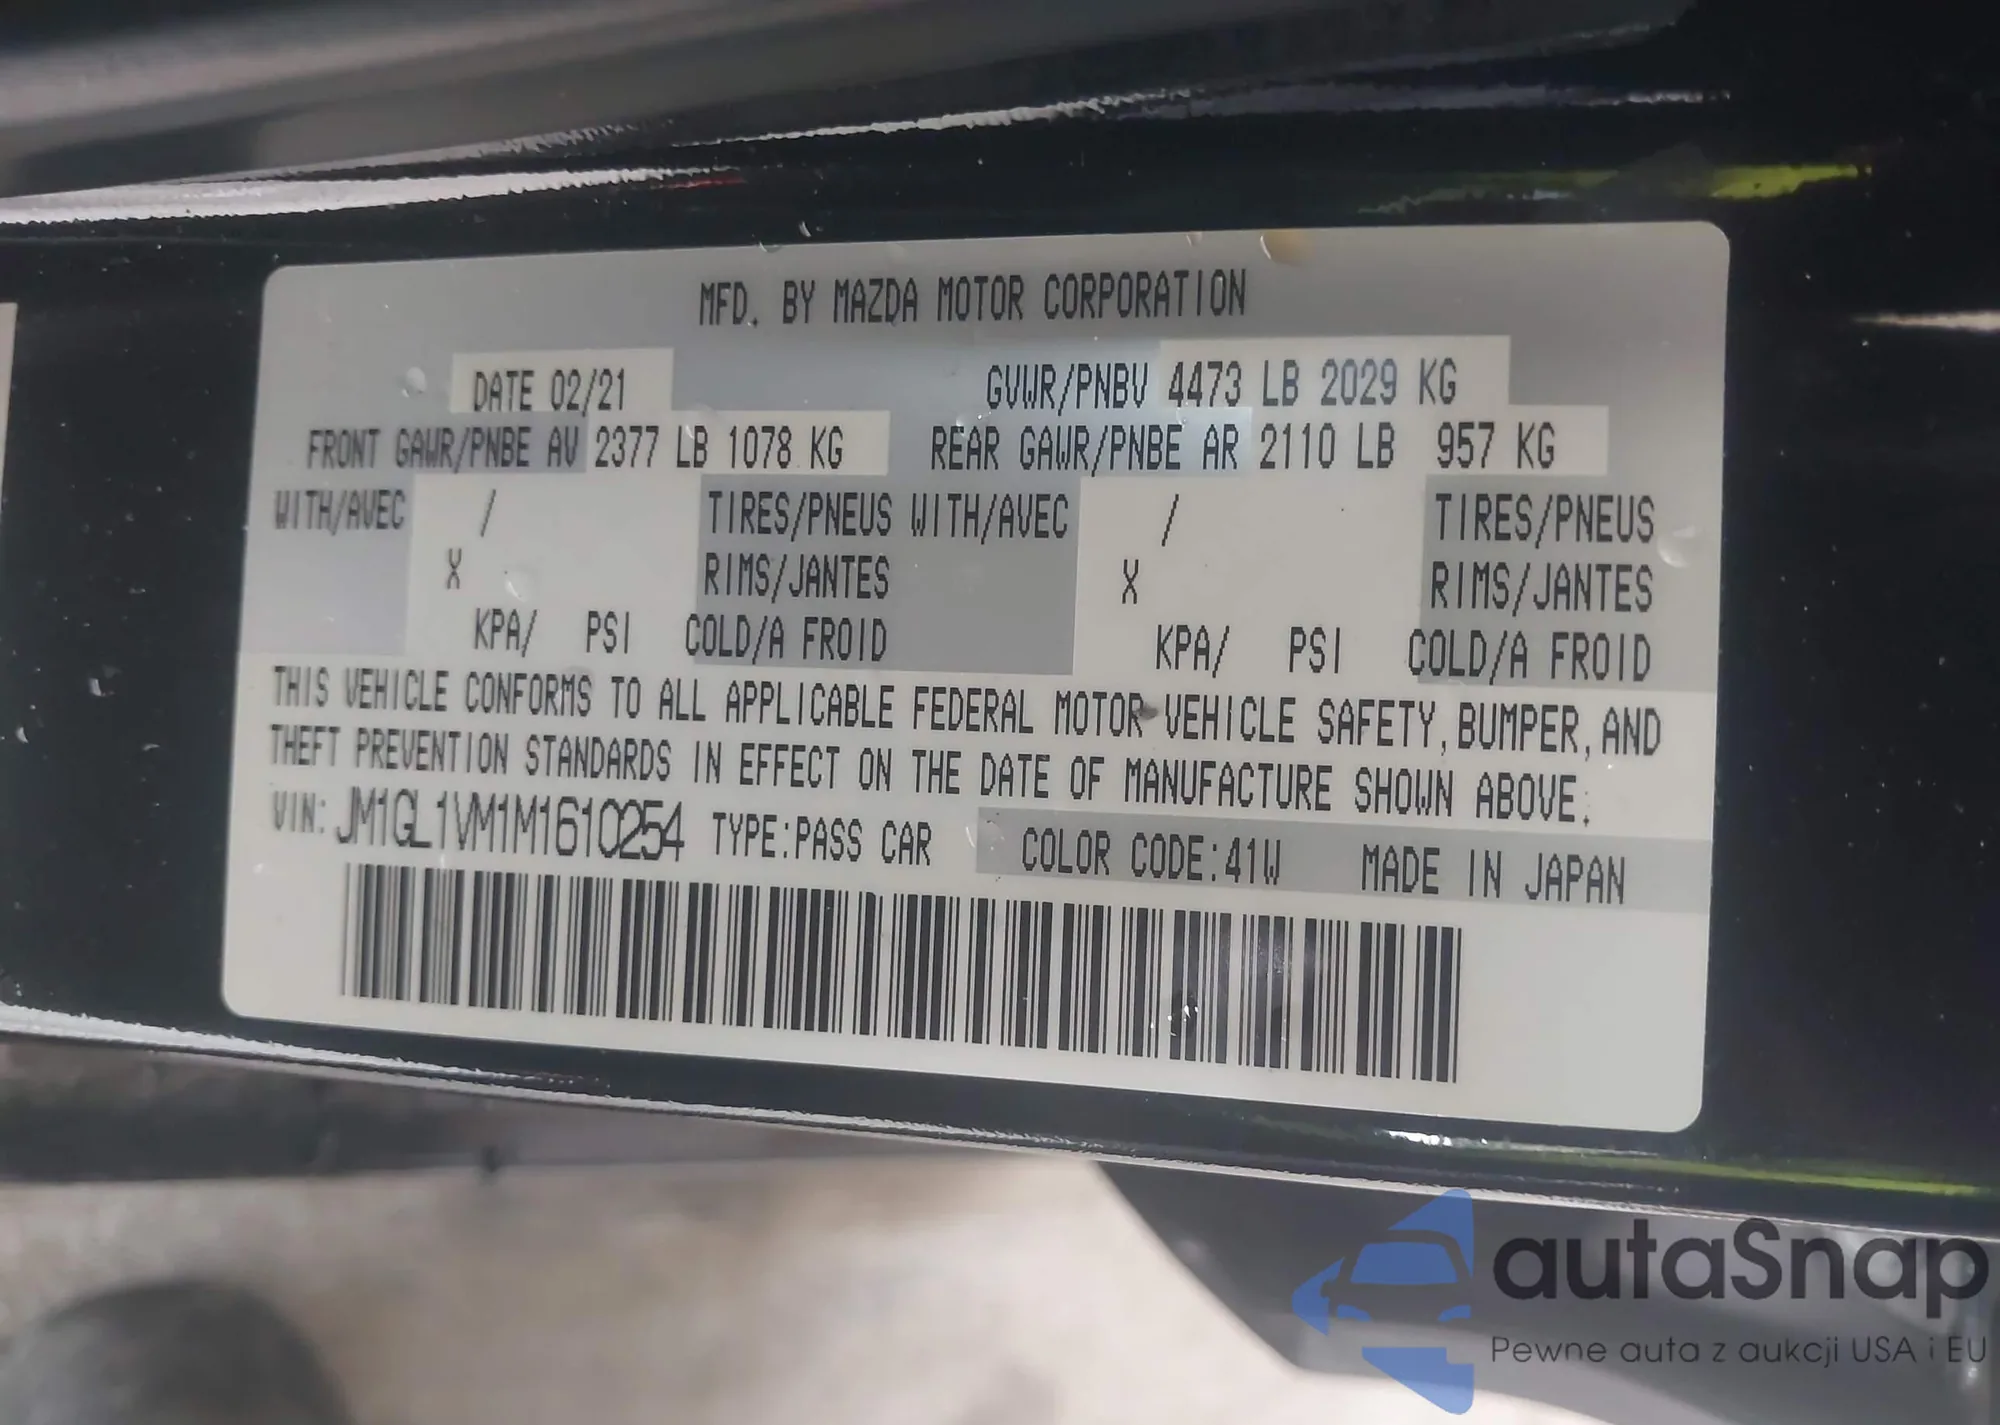 MFD. BY MAZDA MOTOR CORPORATION
DATE 02/21 GVWR/PNBV 4473 LB 2029 KG
FRONT GAWR/PNBE AV 2377 LB 1078 KG REAR GAWR/PNBE AR 2110 LB 957 KG
WITH/AVEC / TIRES/PNEUS WITH/AVEC / TIRES/PNEUS
X RIMS/JANTES X RIMS/JANTES
KPA/ PSI COLD/A FROID KPA/ PSI COLD/A FROID
THIS VEHICLE CONFORMS TO ALL APPLICABLE FEDERAL MOTOR VEHICLE SAFETY, BUMPER, AND
THEFT PREVENTION STANDARDS IN EFFECT ON THE DATE OF MANUFACTURE SHOWN ABOVE.
VIN: JM1GL1VM1M1610254 TYPE:PASS CAR COLOR CODE:41W MADE IN JAPAN
autaSnap
Pewne auta z aukcji USA i EU